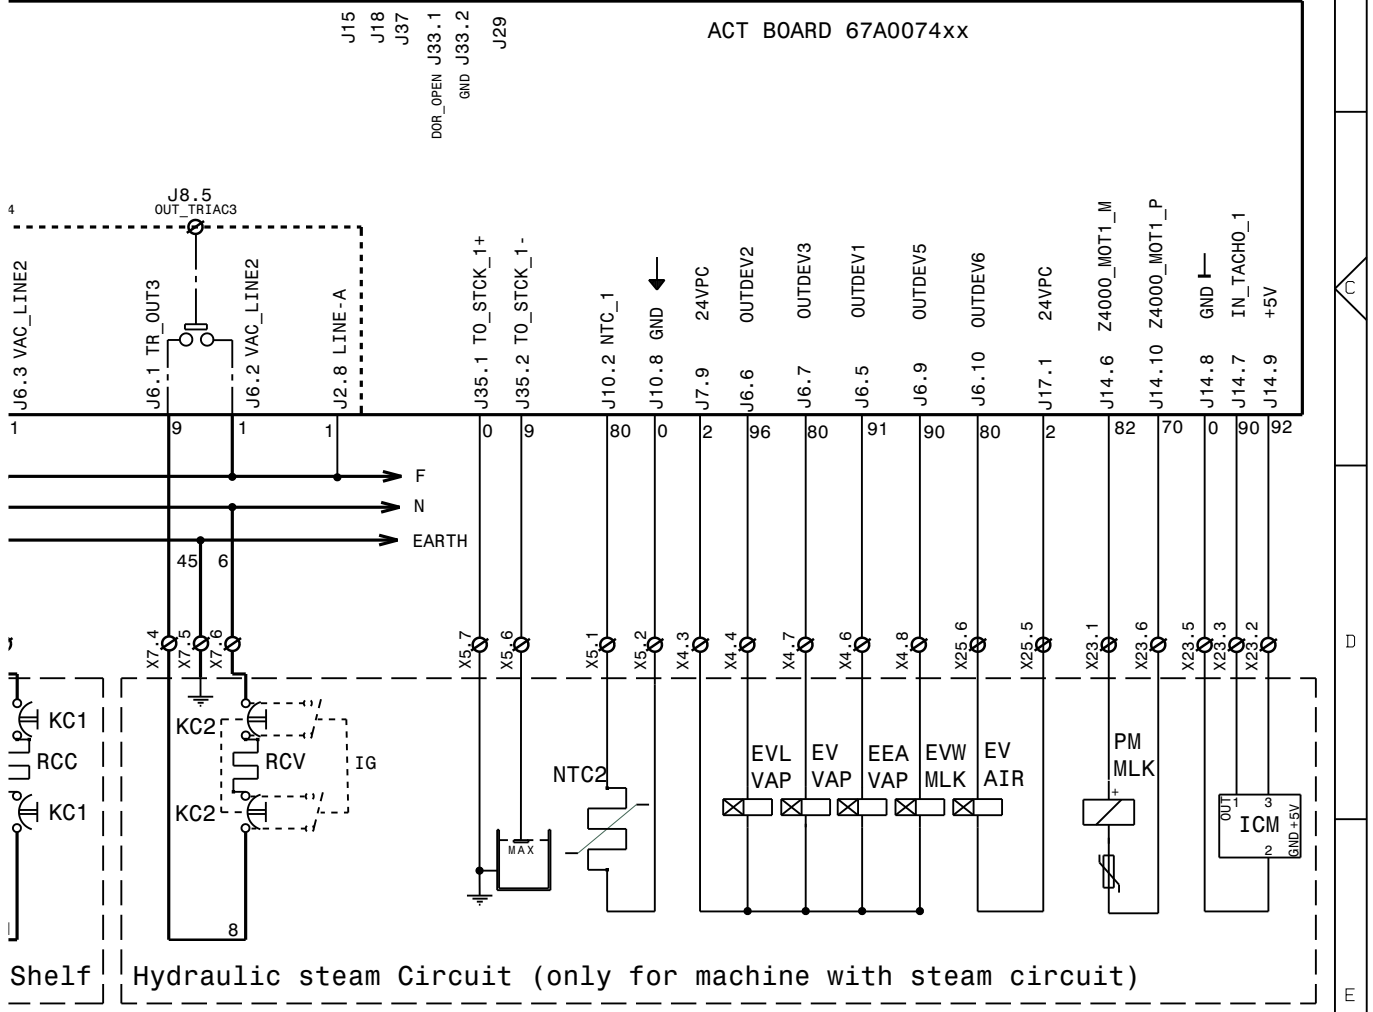 J15
J18
J37
DOR_OPEN J33.1
GND J33.2
J29
ACT BOARD 67A0074xx
J8.5
OUT_TRIAC3
4
J6.3 VAC_LINE2
J6.1 TR_OUT3
J6.2 VAC_LINE2
J2.8 LINE-A
J35.1 TO_STCK_1+
J35.2 TO_STCK_1-
J10.2 NTC_1
J10.8 GND
J7.9 24VPC
J6.6 OUTDEV2
J6.7 OUTDEV3
J6.5 OUTDEV1
J6.9 OUTDEV5
J6.10 OUTDEV6
J17.1 24VPC
J14.6 Z4000_MOT1_M
J14.10 Z4000_MOT1_P
J14.8 GND
J14.7 IN_TACHO_1
J14.9 +5V
C
1 9 1 1 0 9 80 0 2 96 80 91 90 80 2 82 70 0 90 92
F
N
EARTH
45 6
X7.4
X7.5
X7.6
X5.7
X5.6
X5.1
X5.2
X4.3
X4.4
X4.7
X4.6
X4.8
X25.6
X25.5
X23.1
X23.6
X23.5
X23.3
X23.2
D
KC1
RCC
KC1
KC2
RCV
IG
KC2
NTC2
MAX
EVL
VAP
EV
VAP
EEA
VAP
EVW
MLK
EV
AIR
PM
MLK
+
OUT 1 3
ICM
GND +5V
2
8
Shelf
Hydraulic steam Circuit (only for machine with steam circuit)
E